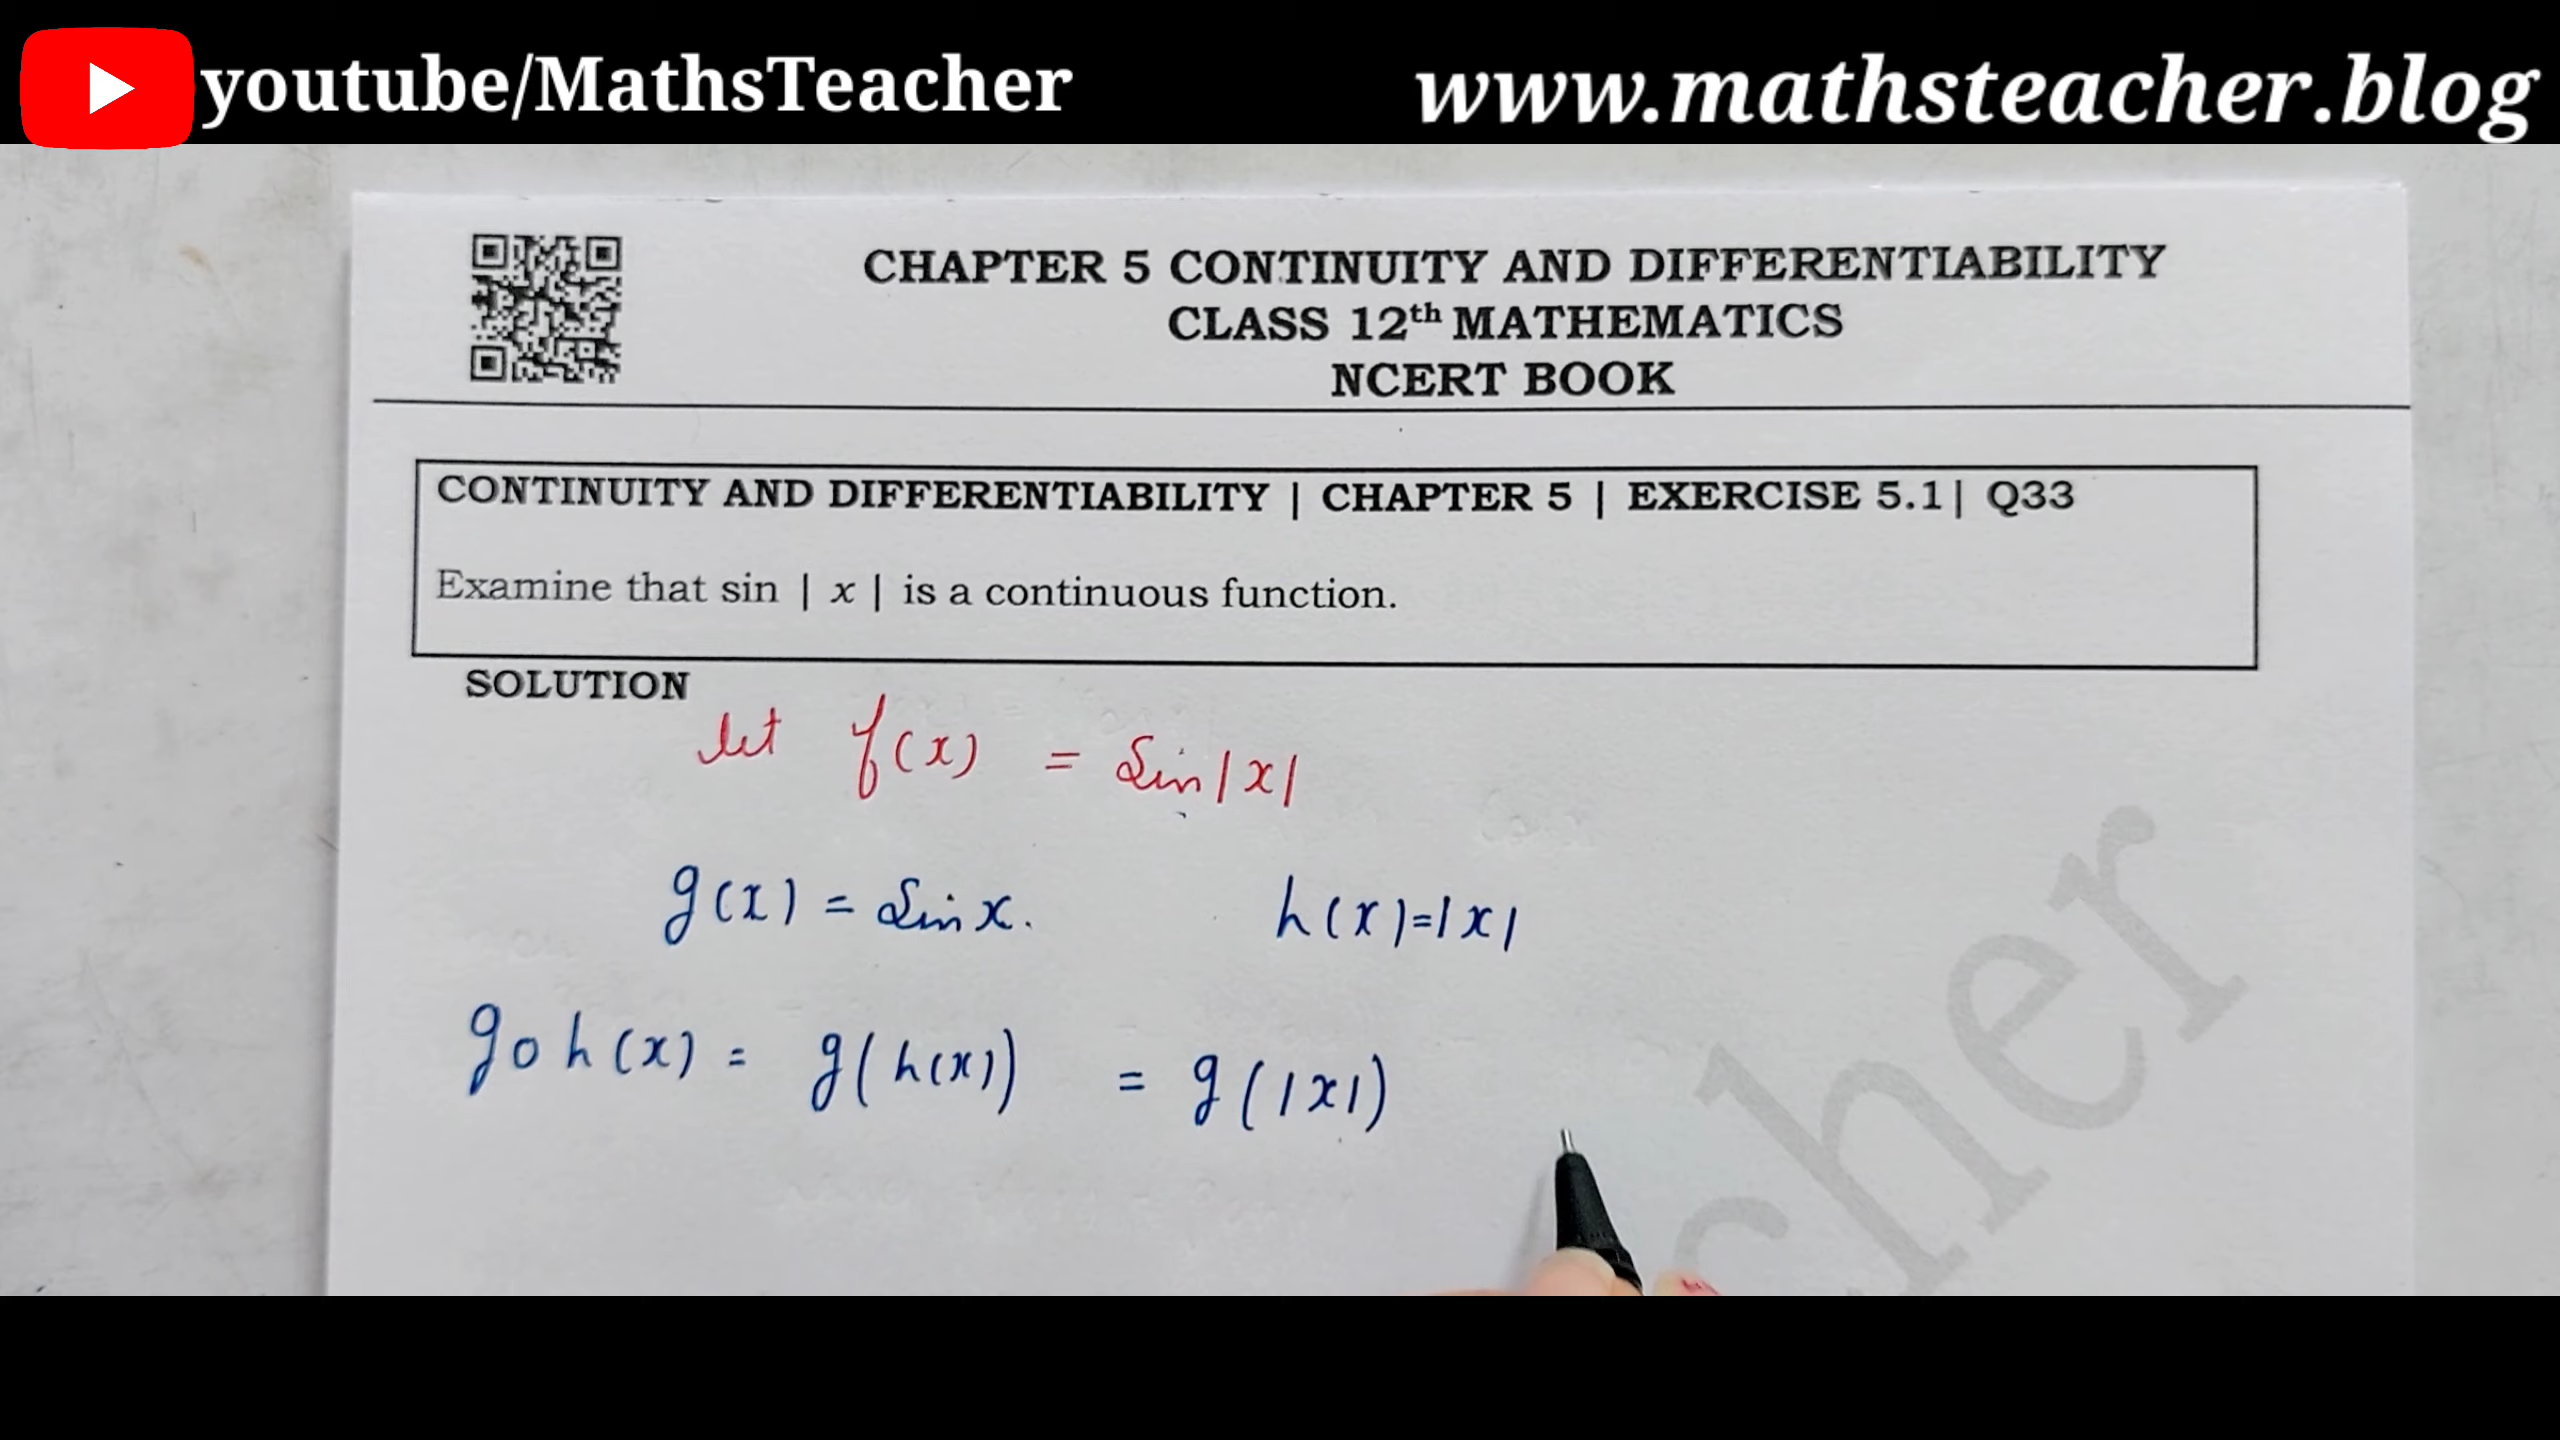 youtube/MathsTeacher
www.mathsteacher.blog
CHAPTER 5 CONTINUITY AND DIFFERENTIABILITY
CLASS 12th MATHEMATICS
NCERT BOOK
CONTINUITY AND DIFFERENTIABILITY | CHAPTER 5 | EXERCISE 5.1| Q33
Examine that sin | x | is a continuous function.
SOLUTION
let f(x) = Sin|x|
g(x) = Sin x. h(x)=|x|
g o h(x) = g(h(x)) = g(|x|)
cher